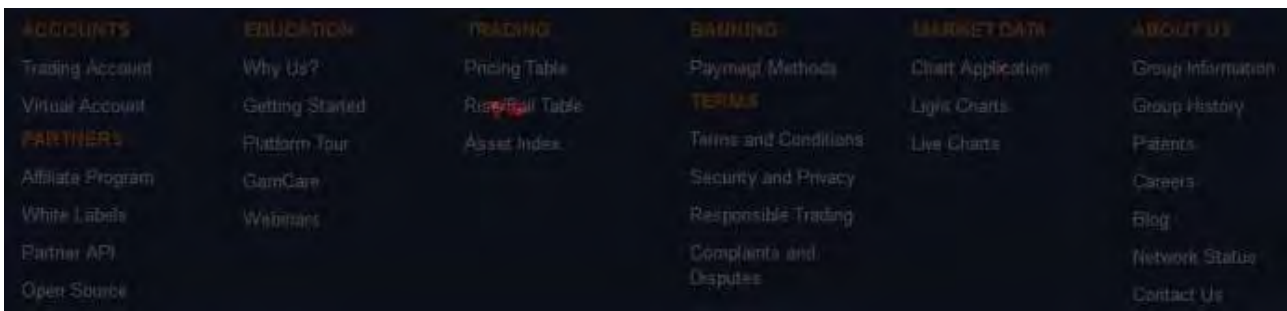 ACCOUNTS
Trading Account
Virtual Account
PARTNERS
Affiliate Program
White Labels
Partner API
Open Source
EDUCATION
Why Us?
Getting Started
Platform Tour
GamCare
Webinars
TRADING
Pricing Table
Rise/Fall Table
Asset Index
BANKING
Payment Methods
TERMS
Terms and Conditions
Security and Privacy
Responsible Trading
Complaints and
Disputes
MARKET DATA
Chart Application
Light Charts
Live Charts
ABOUT US
Group Information
Group History
Patents
Careers
Blog
Network Status
Contact Us